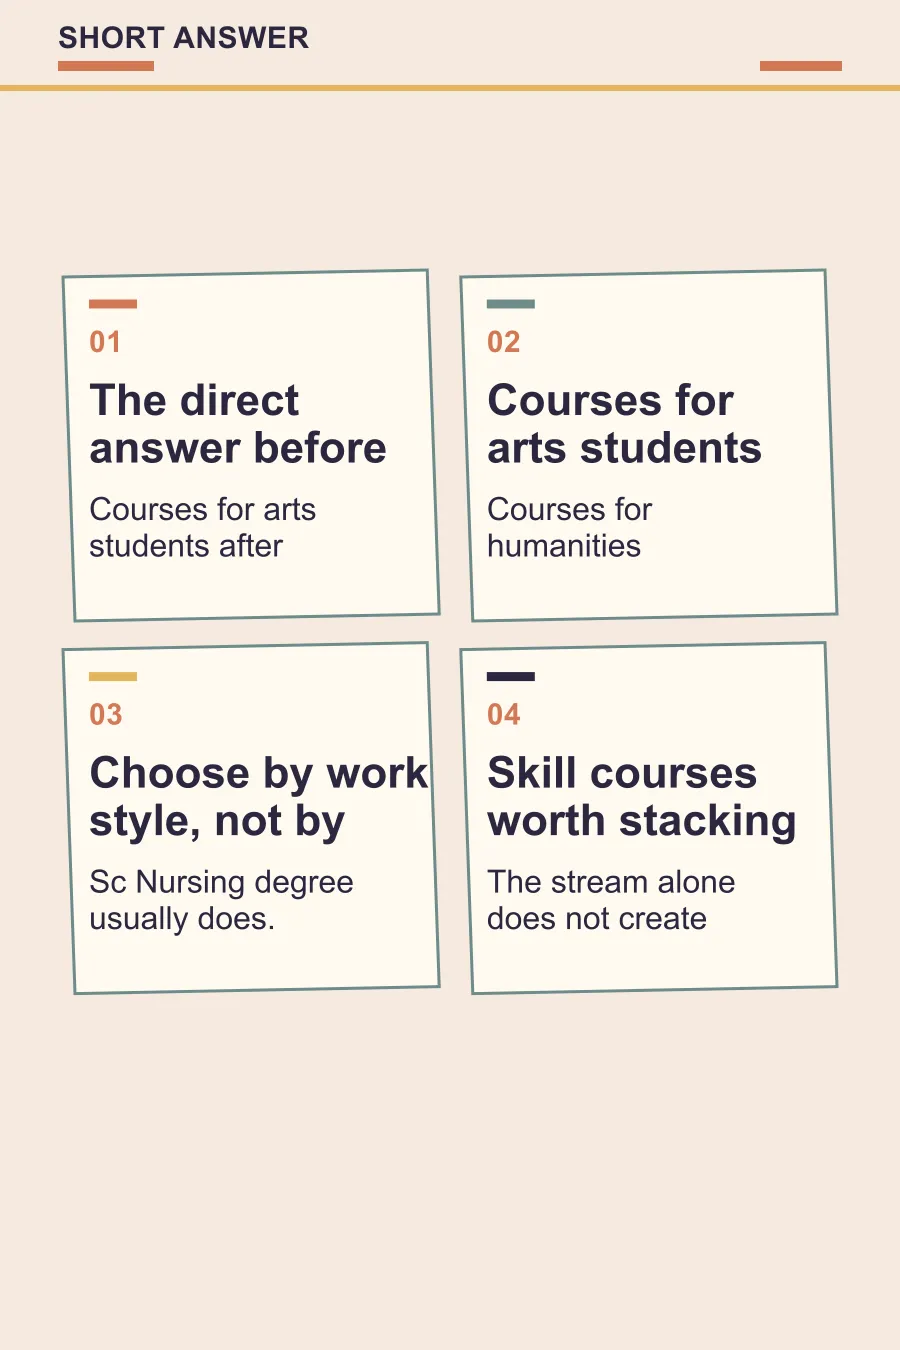 SHORT ANSWER
01
The direct
answer before
Courses for arts
students after
02
Courses for
arts students
Courses for
humanities
03
Choose by work
style, not by
Sc Nursing degree
usually does.
04
Skill courses
worth stacking
The stream alone
does not create